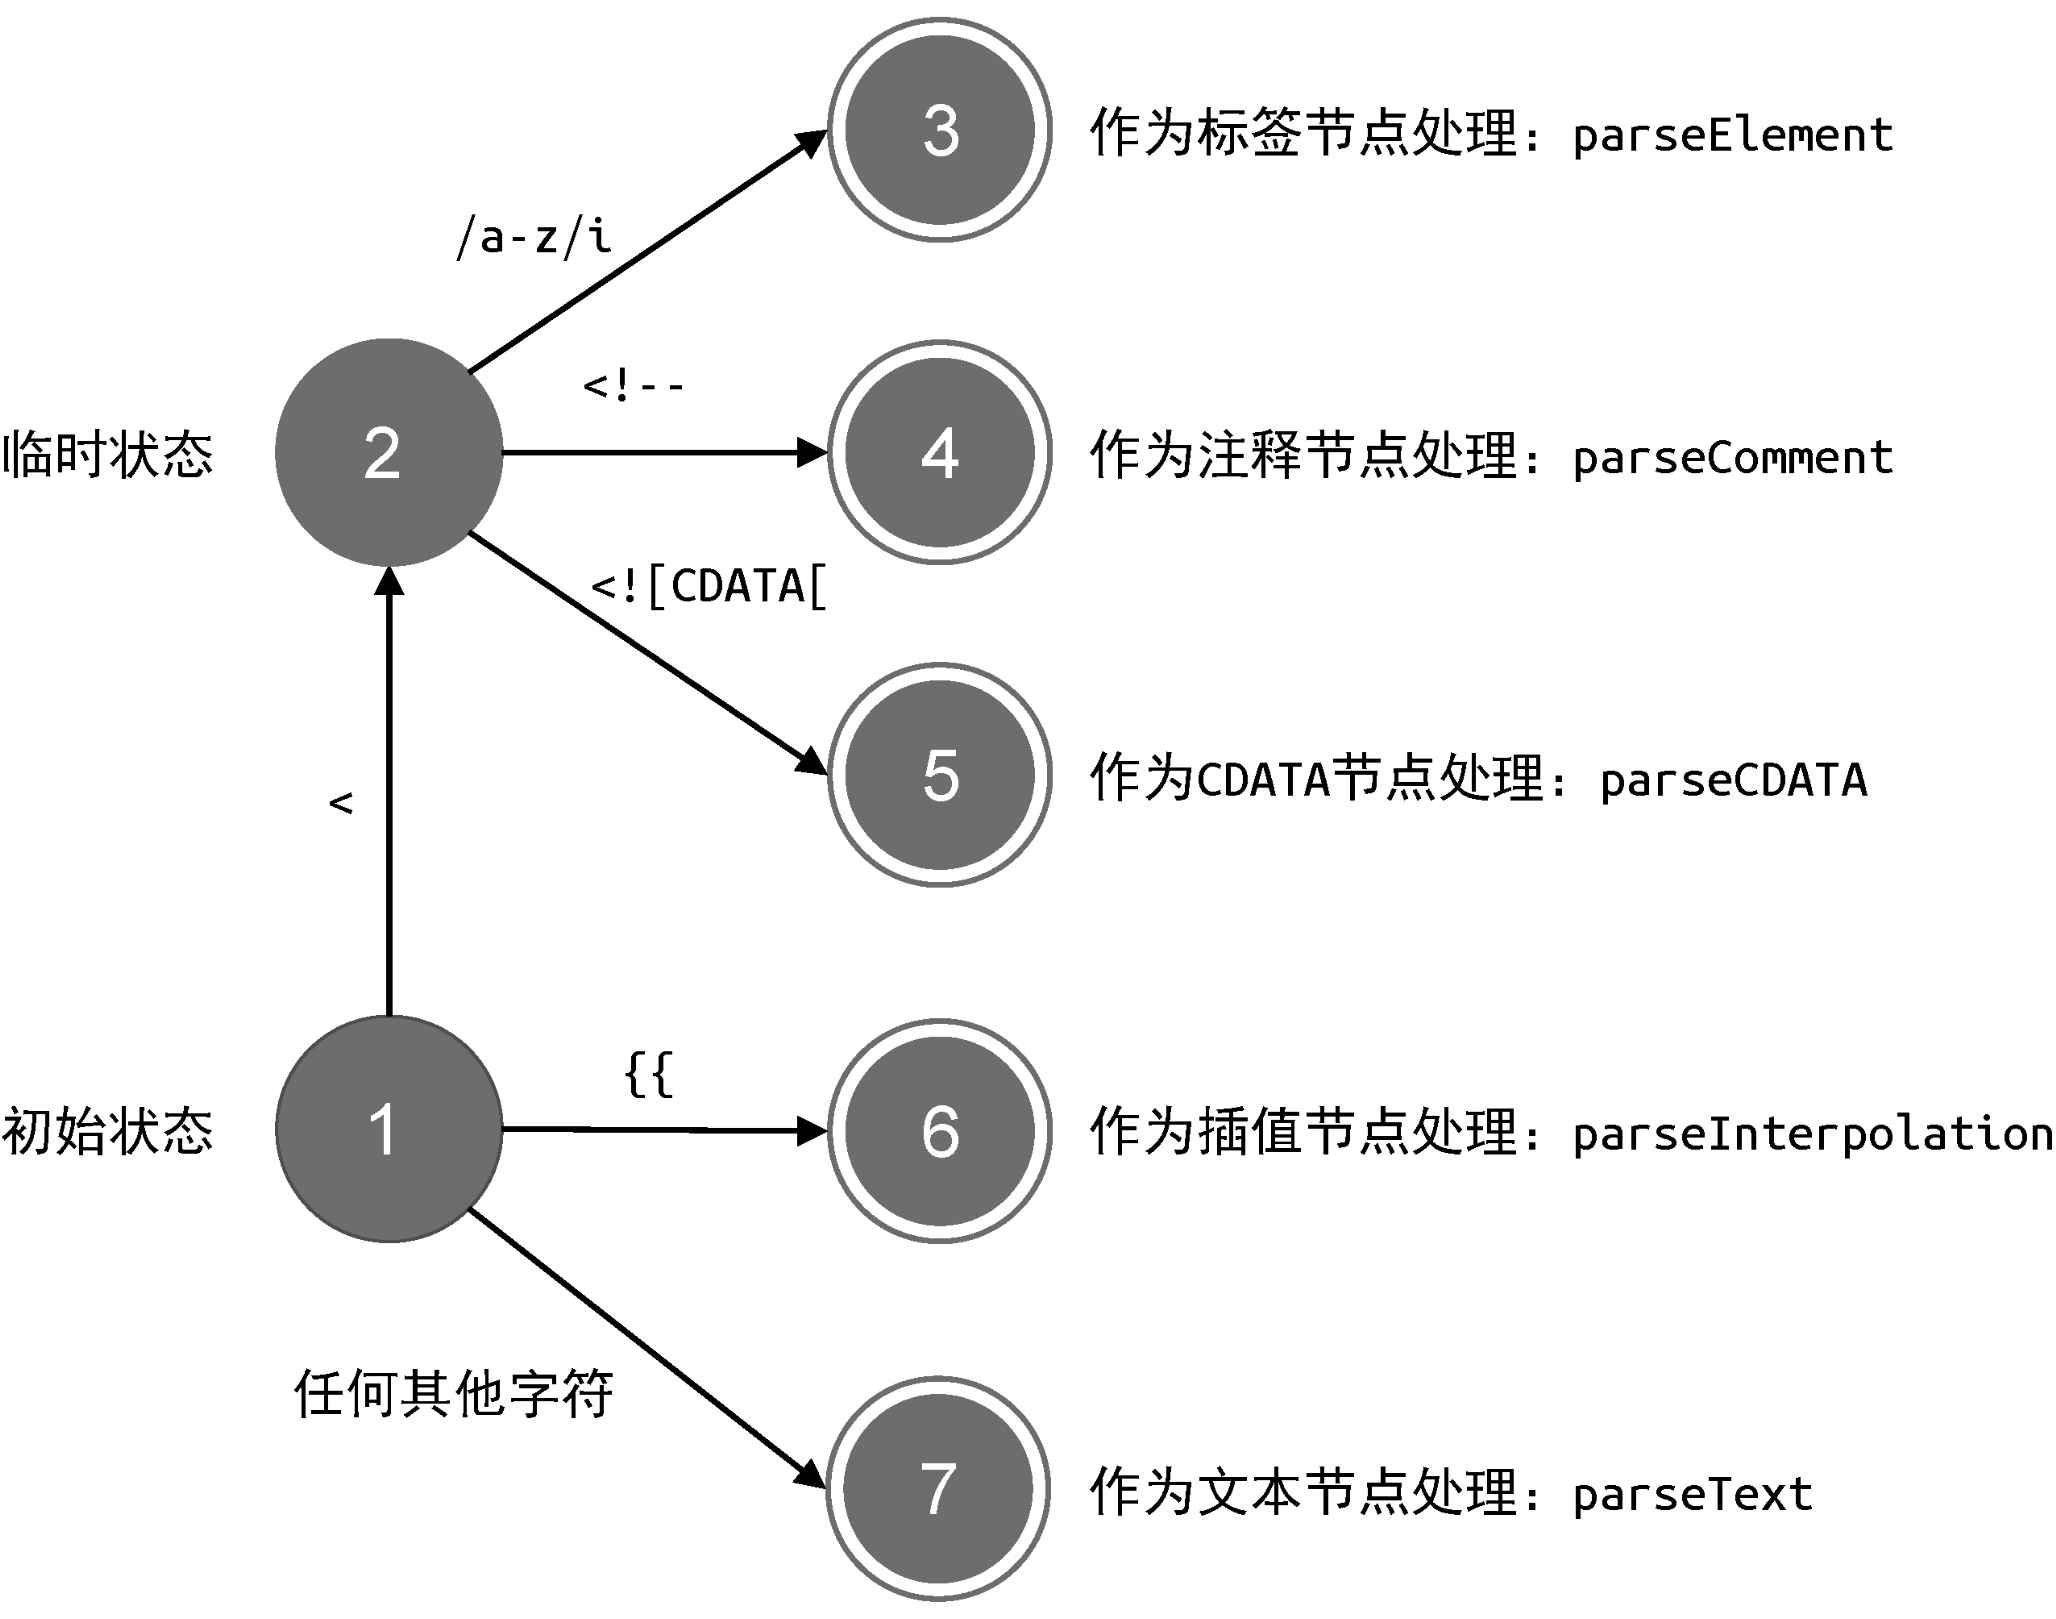 3
作为标签节点处理：parseElement
/a-z/i
<!--
临时状态
2
4
作为注释节点处理：parseComment
<![CDATA[
5
作为CDATA节点处理：parseCDATA
<
{{
初始状态
1
6
作为插值节点处理：parseInterpolation
任何其他字符
7
作为文本节点处理：parseText